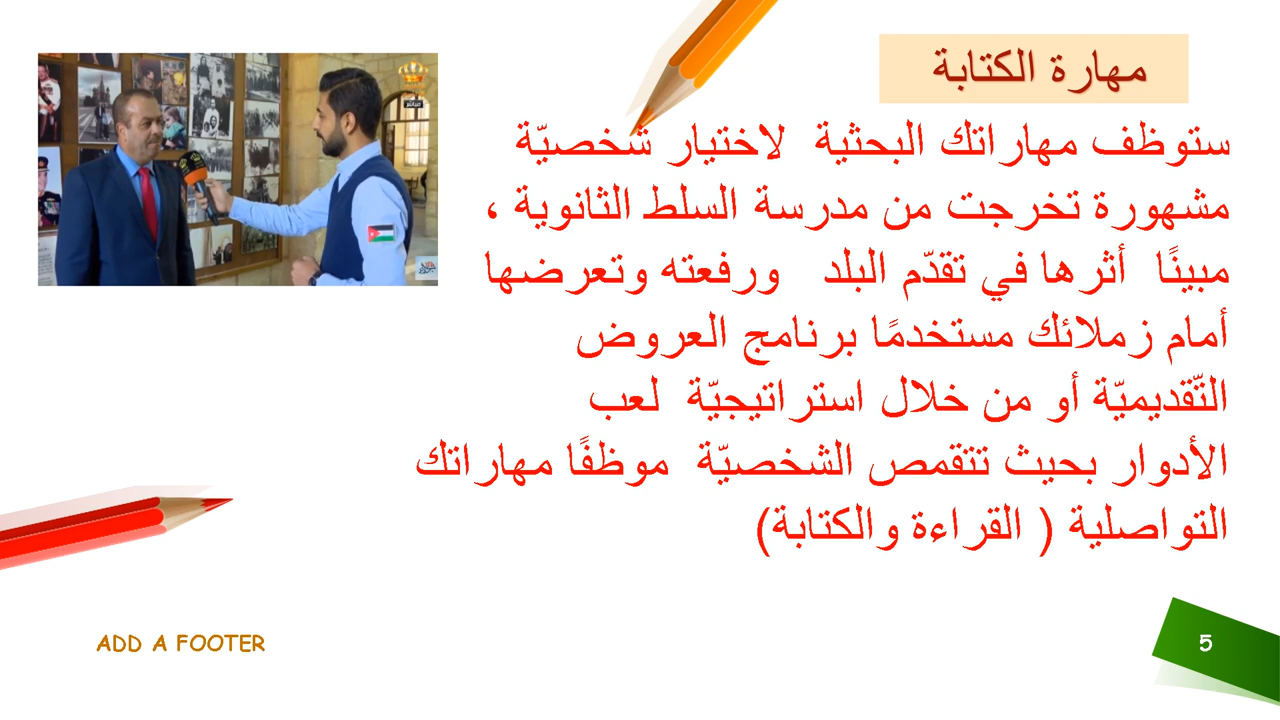 مهارة الكتابة
ستوظف مهاراتك البحثية لاختيار شخصيّة
مشهورة تخرجت من مدرسة السلط الثانوية ،
مبينًا أثرها في تقدّم البلد ورفعته وتعرضها
أمام زملائك مستخدمًا برنامج العروض
التّقديميّة أو من خلال استراتيجيّة لعب
الأدوار بحيث تتقمص الشخصيّة موظفًا مهاراتك
التواصلية ( القراءة والكتابة)
مباشر
ADD A FOOTER
5